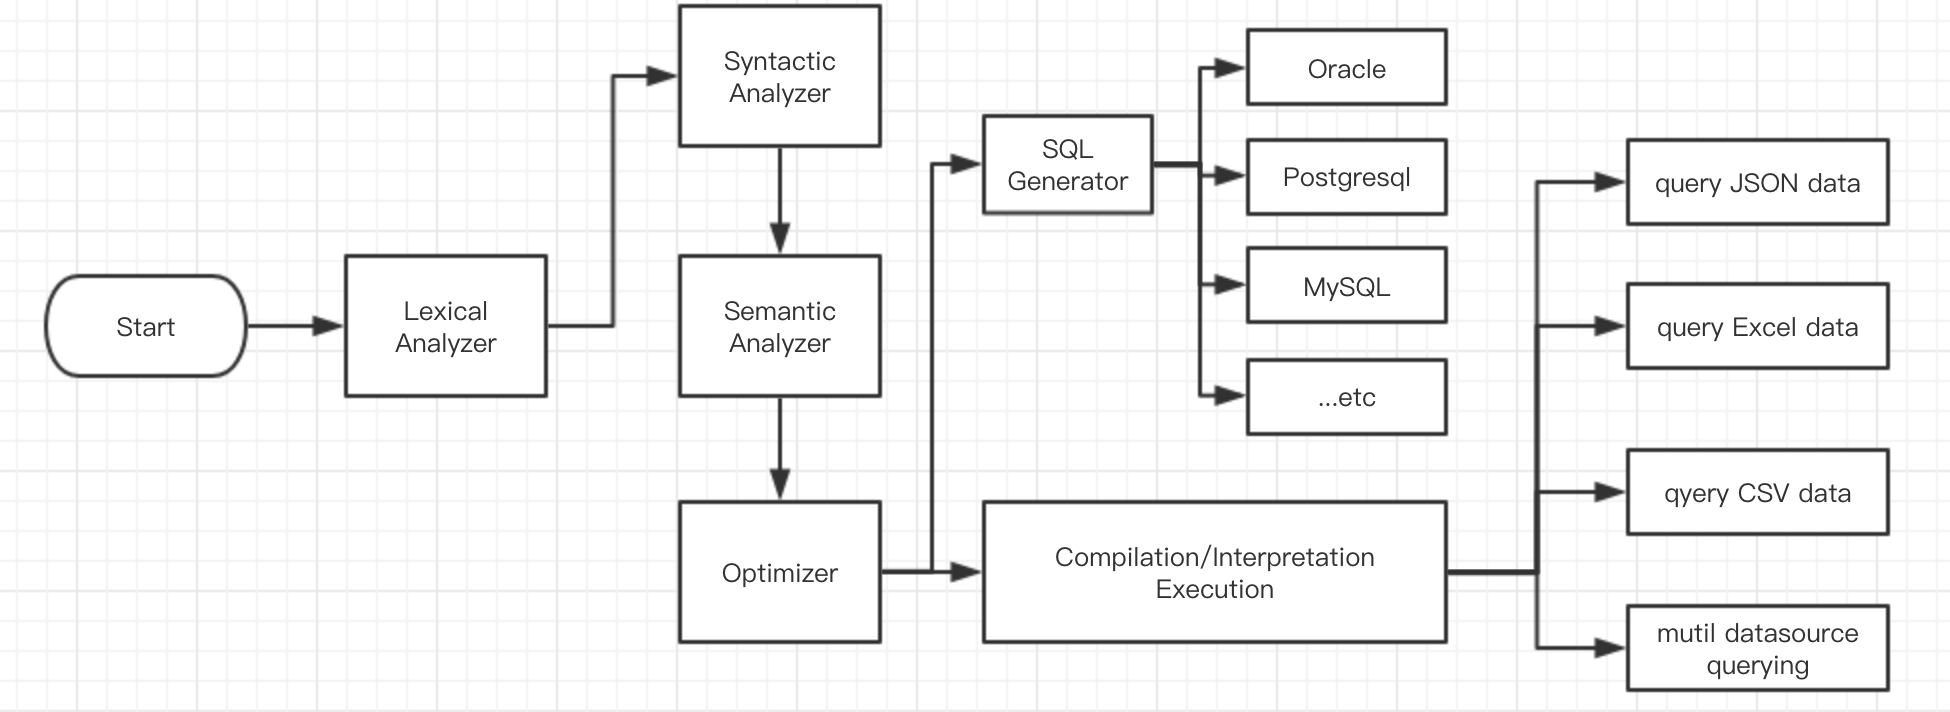 Start
Lexical
Analyzer
Syntactic
Analyzer
Semantic
Analyzer
Optimizer
SQL
Generator
Oracle
Postgresql
MySQL
...etc
Compilation/Interpretation
Execution
query JSON data
query Excel data
qyery CSV data
mutil datasource
querying